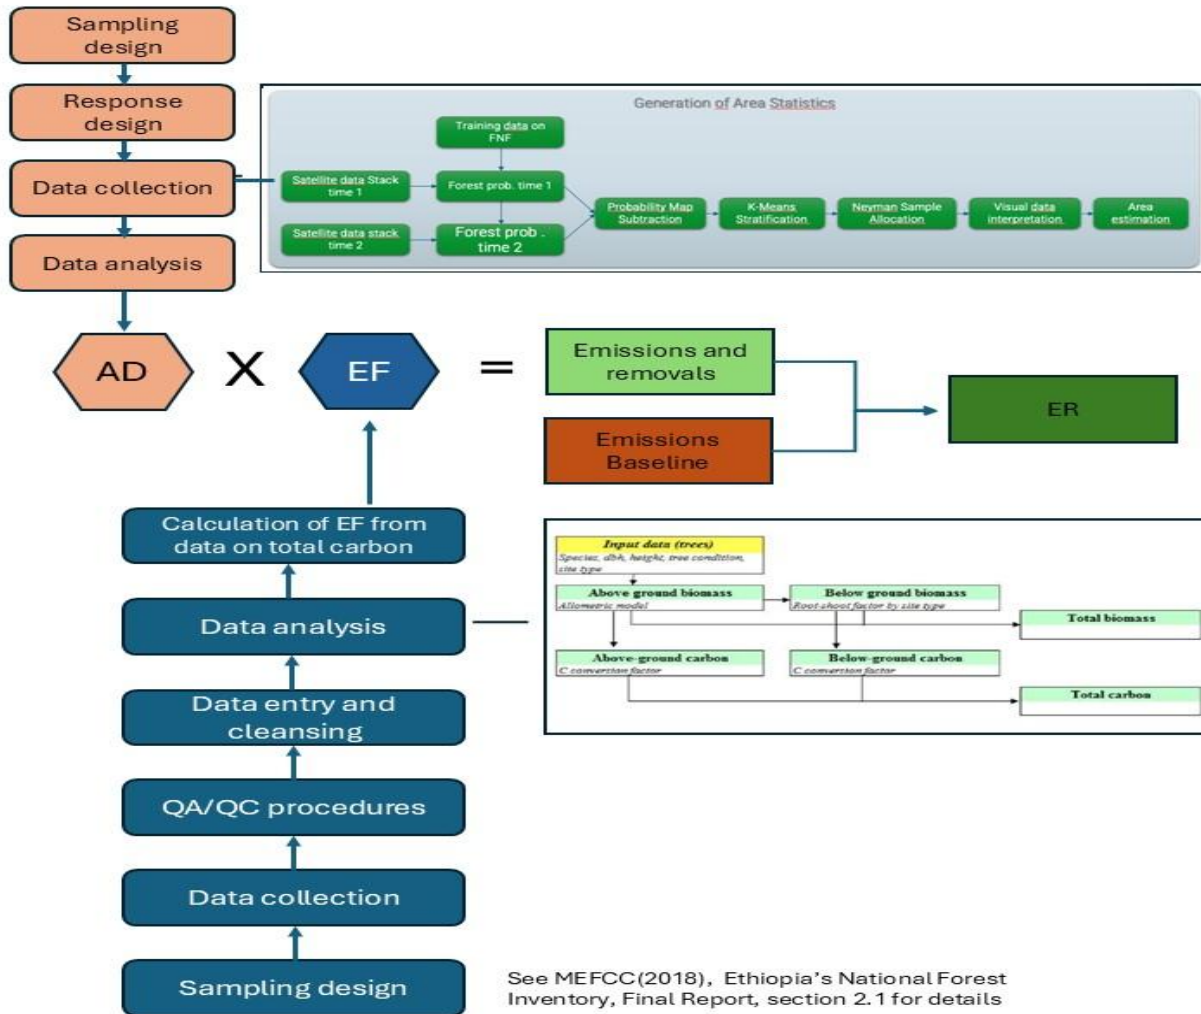 Sampling
design
Response
design
Data collection
Data analysis
Generation of Area Statistics
Training data on
FNF
Satellite data Stack
time 1
Forest prob. time 1
Satellite data stack
time 2
Forest prob .
time 2
Probability Map
Subtraction
K-Means
Stratification
Neyman Sample
Allocation
Visual data
interpretation
Area
estimation
AD
X
EF
=
Emissions and
removals
Emissions
Baseline
ER
Calculation of EF from
data on total carbon
Data analysis
Data entry and
cleansing
QA/QC procedures
Data collection
Sampling design
Input data (trees)
Species, dbh, height, tree condition,
site type
Above ground biomass
Allometric model
Below ground biomass
Root-shoot factor by site type
Total biomass
Above-ground carbon
C conversion factor
Below-ground carbon
C conversion factor
Total carbon
See MEFCC(2018), Ethiopia's National Forest
Inventory, Final Report, section 2.1 for details